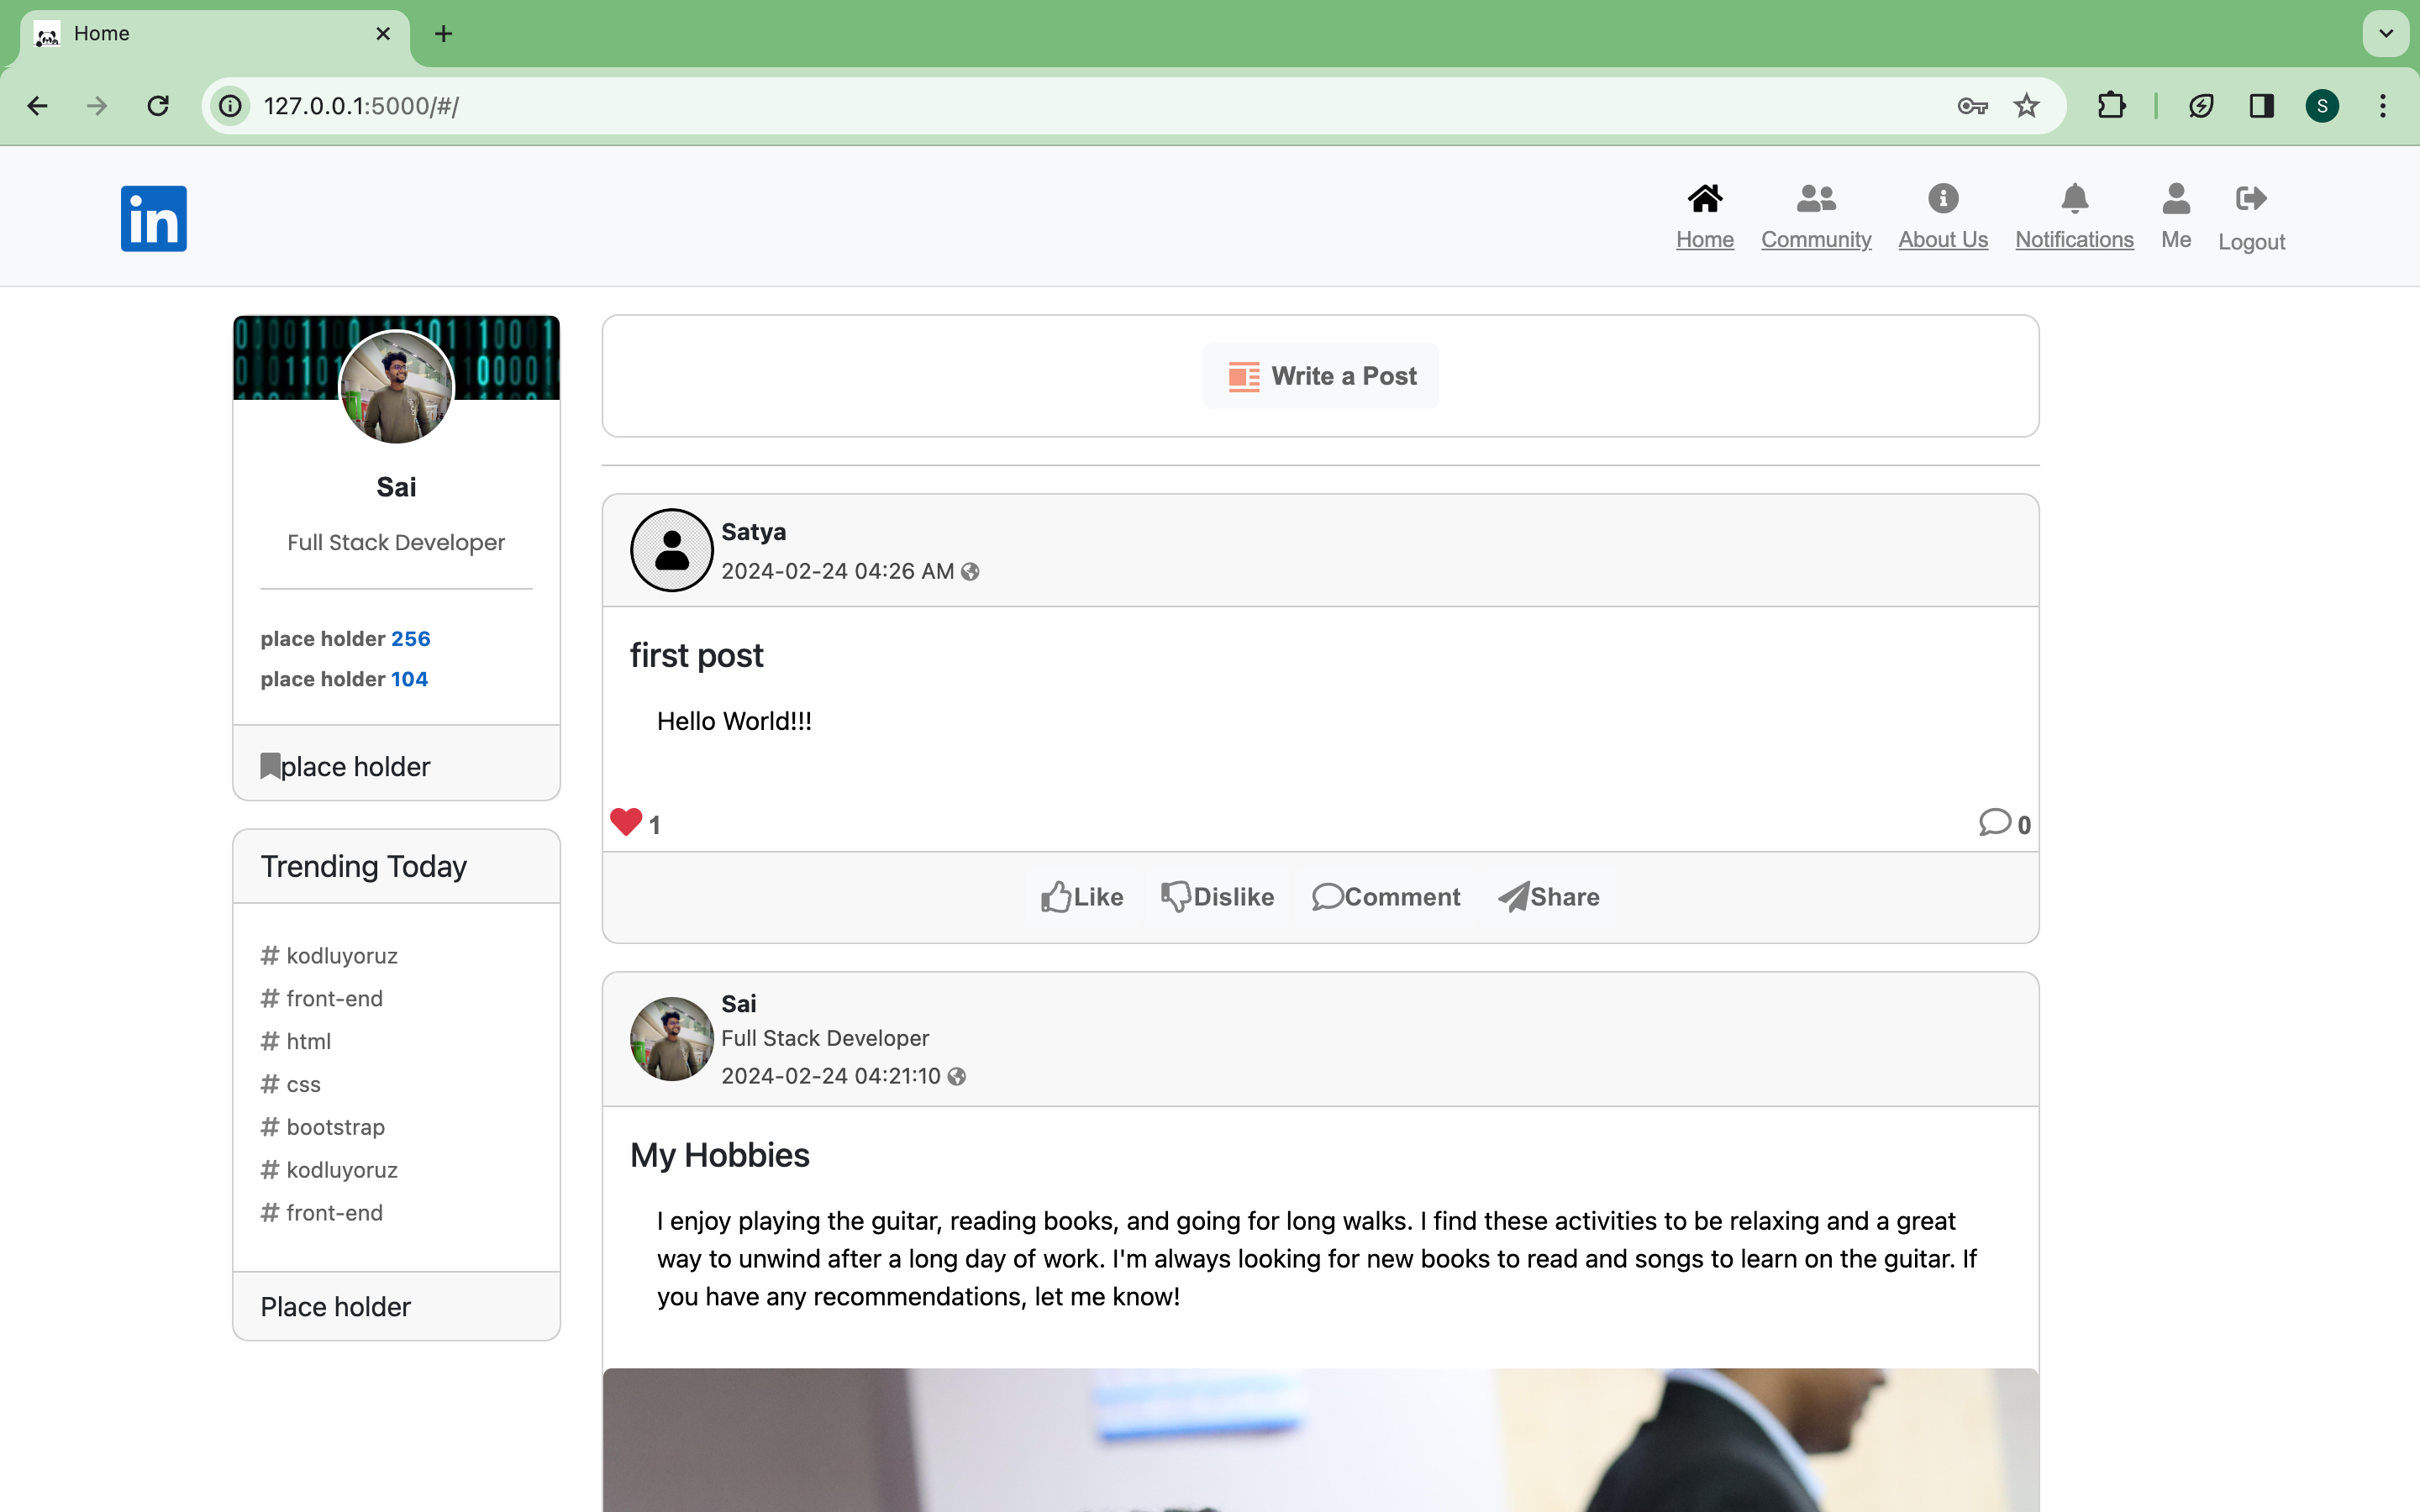 Home
127.0.0.1:5000/#/
S
in
Home
Community
About Us
Notifications
Me
Logout
Sai
Full Stack Developer
place holder 256
place holder 104
place holder
Trending Today
# kodluyoruz
# front-end
# html
# css
# bootstrap
# kodluyoruz
# front-end
Place holder
Write a Post
Satya
2024-02-24 04:26 AM
first post
Hello World!!!
1
0
Like
Dislike
Comment
Share
Sai
Full Stack Developer
2024-02-24 04:21:10
My Hobbies
I enjoy playing the guitar, reading books, and going for long walks. I find these activities to be relaxing and a great
way to unwind after a long day of work. I'm always looking for new books to read and songs to learn on the guitar. If
you have any recommendations, let me know!